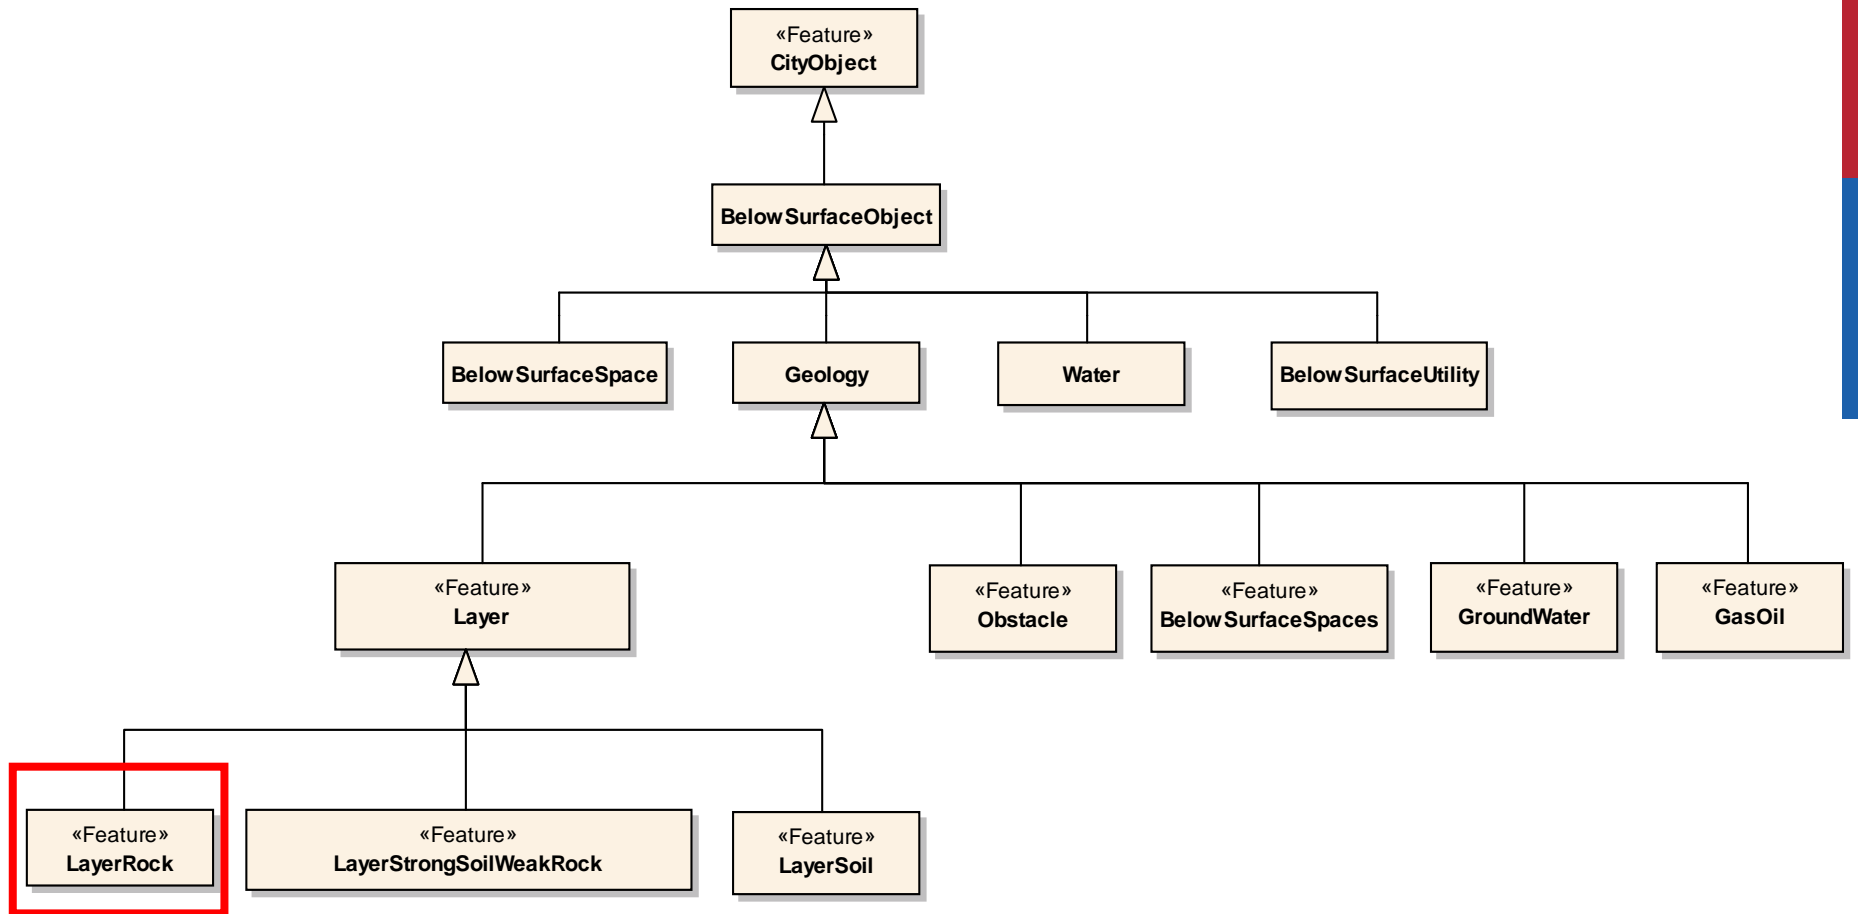 «Feature»
CityObject
BelowSurfaceObject
BelowSurfaceSpace
Geology
Water
BelowSurfaceUtility
«Feature»
Layer
«Feature»
Obstacle
«Feature»
BelowSurfaceSpaces
«Feature»
GroundWater
«Feature»
GasOil
«Feature»
LayerRock
«Feature»
LayerStrongSoilWeakRock
«Feature»
LayerSoil